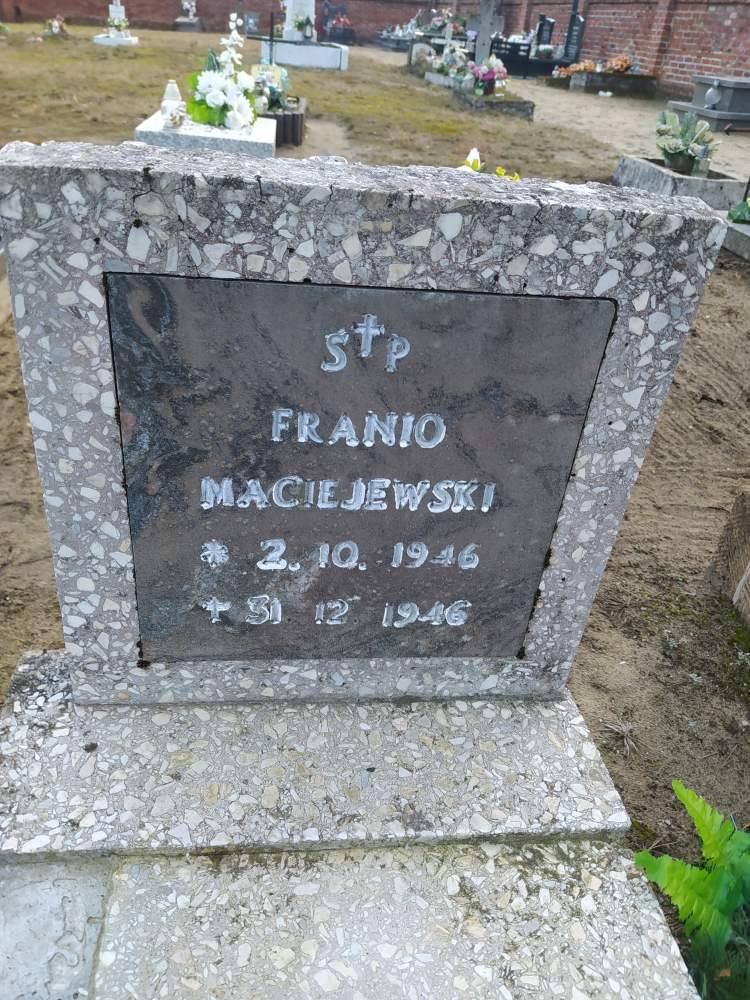 Ś✝P
FRANIO
MACIEJEWSKI
* 2. 10. 1946
✝ 31 12 1946